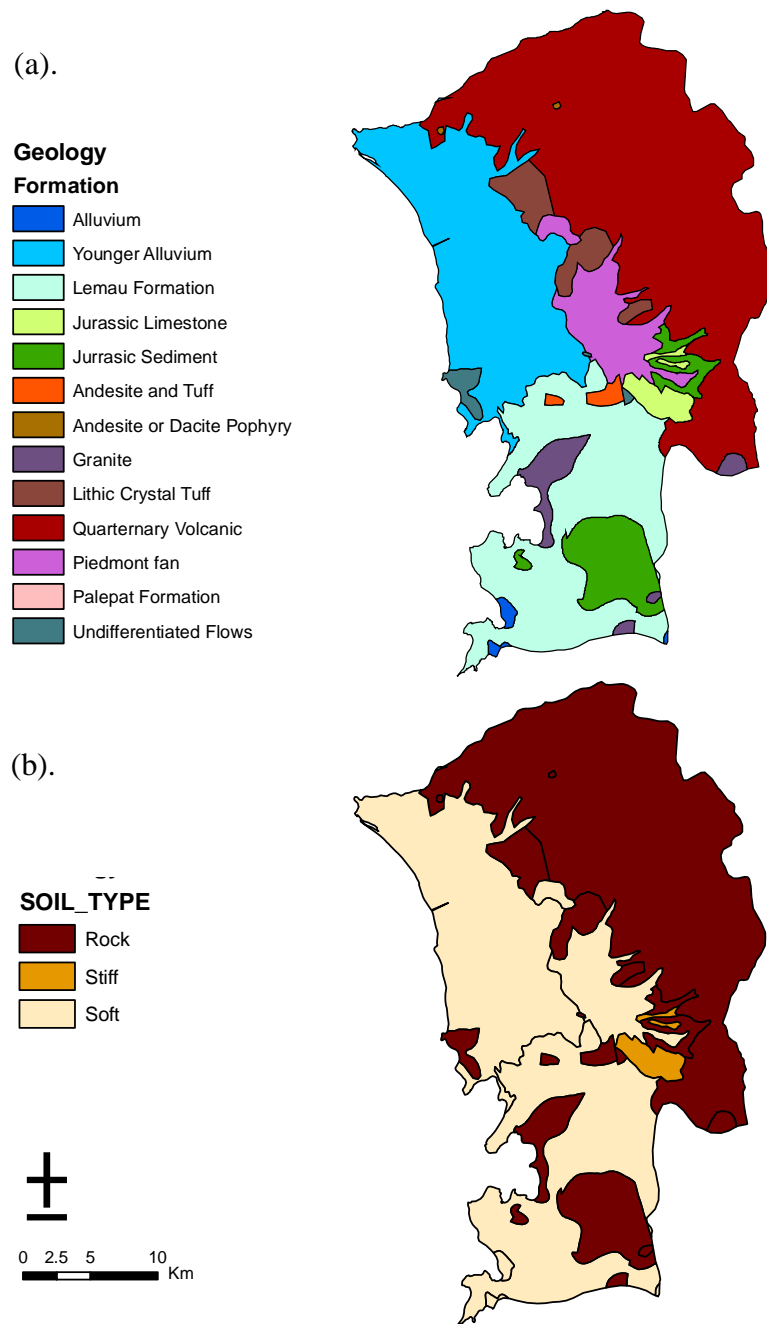 (a).
Geology
Formation
Alluvium
Younger Alluvium
Lemau Formation
Jurassic Limestone
Jurrasic Sediment
Andesite and Tuff
Andesite or Dacite Pophyry
Granite
Lithic Crystal Tuff
Quarternary Volcanic
Piedmont fan
Palepat Formation
Undifferentiated Flows
(b).
SOIL_TYPE
Rock
Stiff
Soft
0 2.5 5 10
Km